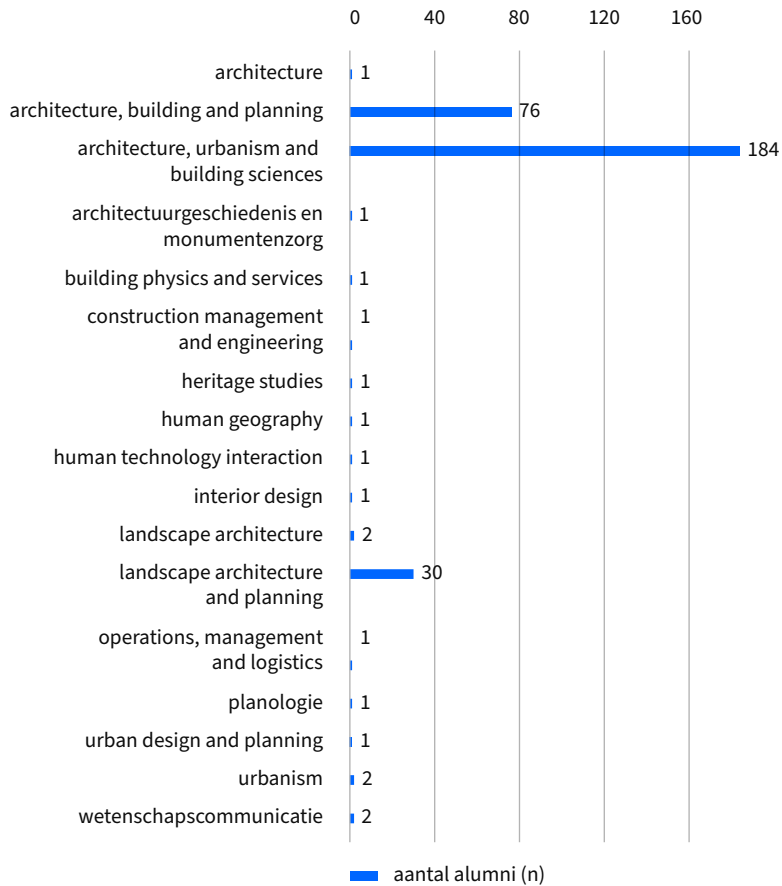 0 40 80 120 160
architecture 1
architecture, building and planning 76
architecture, urbanism and 184
building sciences
architectuurgeschiedenis en 1
monumentenzorg
building physics and services 1
construction management 1
and engineering
heritage studies 1
human geography 1
human technology interaction 1
interior design 1
landscape architecture 2
landscape architecture 30
and planning
operations, management 1
and logistics
planologie 1
urban design and planning 1
urbanism 2
wetenschapscommunicatie 2
aantal alumni (n)